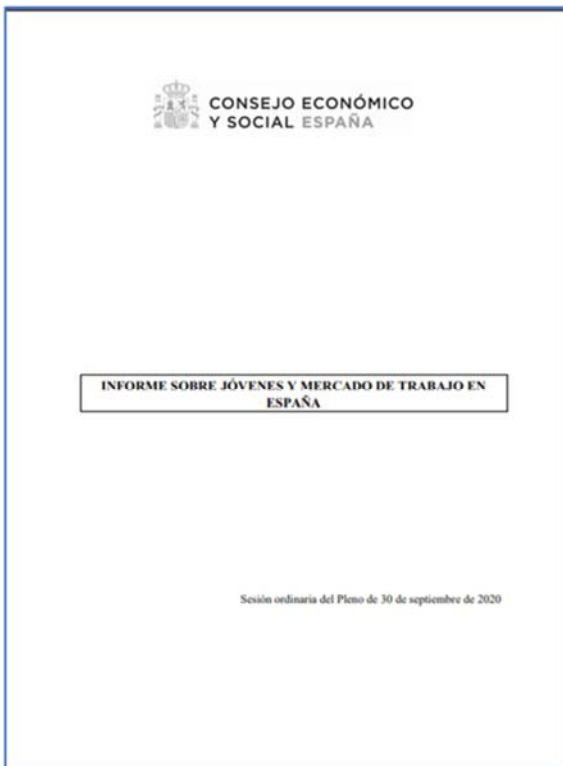 CONSEJO ECONÓMICO
Y SOCIAL ESPAÑA
INFORME SOBRE JÓVENES Y MERCADO DE TRABAJO EN
ESPAÑA
Sesión ordinaria del Pleno de 30 de septiembre de 2020